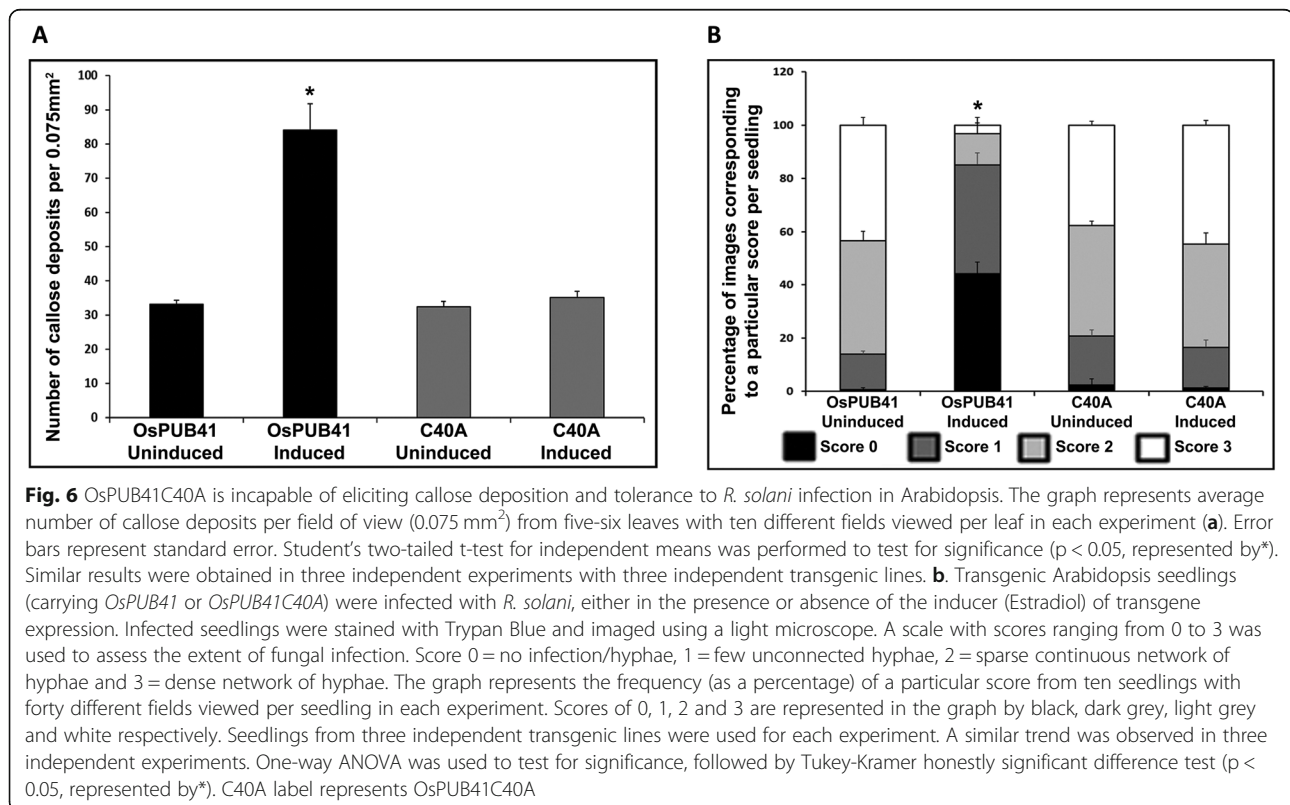 A
Number of callose deposits per 0.075mm²
100
90
80
70
60
50
40
30
20
10
0
*
OsPUB41
Uninduced
OsPUB41
Induced
C40A
Uninduced
C40A
Induced
B
Percentage of images corresponding
to a particular score per seedling
120
100
80
60
40
20
0
*
OsPUB41
Uninduced
OsPUB41
Induced
C40A
Uninduced
C40A
Induced
Score 0
Score 1
Score 2
Score 3
Fig. 6 OsPUB41C40A is incapable of eliciting callose deposition and tolerance to R. solani infection in Arabidopsis. The graph represents average
number of callose deposits per field of view (0.075 mm²) from five-six leaves with ten different fields viewed per leaf in each experiment (a). Error
bars represent standard error. Student's two-tailed t-test for independent means was performed to test for significance (p < 0.05, represented by*).
Similar results were obtained in three independent experiments with three independent transgenic lines. b. Transgenic Arabidopsis seedlings
(carrying OsPUB41 or OsPUB41C40A) were infected with R. solani, either in the presence or absence of the inducer (Estradiol) of transgene
expression. Infected seedlings were stained with Trypan Blue and imaged using a light microscope. A scale with scores ranging from 0 to 3 was
used to assess the extent of fungal infection. Score 0 = no infection/hyphae, 1 = few unconnected hyphae, 2 = sparse continuous network of
hyphae and 3 = dense network of hyphae. The graph represents the frequency (as a percentage) of a particular score from ten seedlings with
forty different fields viewed per seedling in each experiment. Scores of 0, 1, 2 and 3 are represented in the graph by black, dark grey, light grey
and white respectively. Seedlings from three independent transgenic lines were used for each experiment. A similar trend was observed in three
independent experiments. One-way ANOVA was used to test for significance, followed by Tukey-Kramer honestly significant difference test (p <
0.05, represented by*). C40A label represents OsPUB41C40A